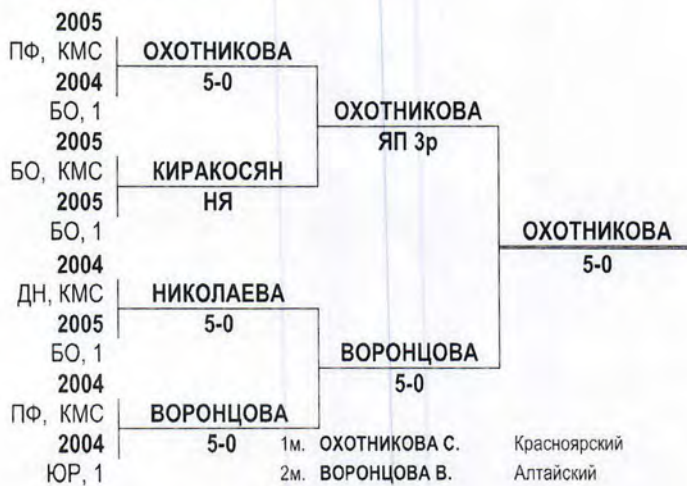 2005
ПФ, КМС ОХОТНИКОВА
2004 5-0
БО, 1 ОХОТНИКОВА
2005 ЯП 3р
БО, КМС КИРАКОСЯН
2005 НЯ
БО, 1 ОХОТНИКОВА
2004 5-0
ДН, КМС НИКОЛАЕВА
2005 5-0
БО, 1 ВОРОНЦОВА
2004 5-0
ПФ, КМС ВОРОНЦОВА
2004 5-0 1м. ОХОТНИКОВА С. Красноярский
ЮР, 1 2м. ВОРОНЦОВА В. Алтайский